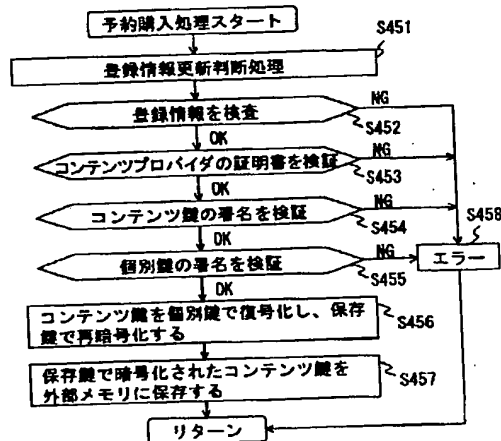 予約購入処理スタート
S451
登録情報更新判断処理
登録情報を検査
NG
S452
OK
コンテンツプロバイダの証明書を検証
NG
S453
OK
コンテンツ鍵の署名を検証
NG
S454
OK
S458
個別鍵の署名を検証
NG
エラー
S455
OK
コンテンツ鍵を個別鍵で復号化し、保存
鍵で再暗号化する
S456
保存鍵で暗号化されたコンテンツ鍵を
外部メモリに保存する
S457
リターン